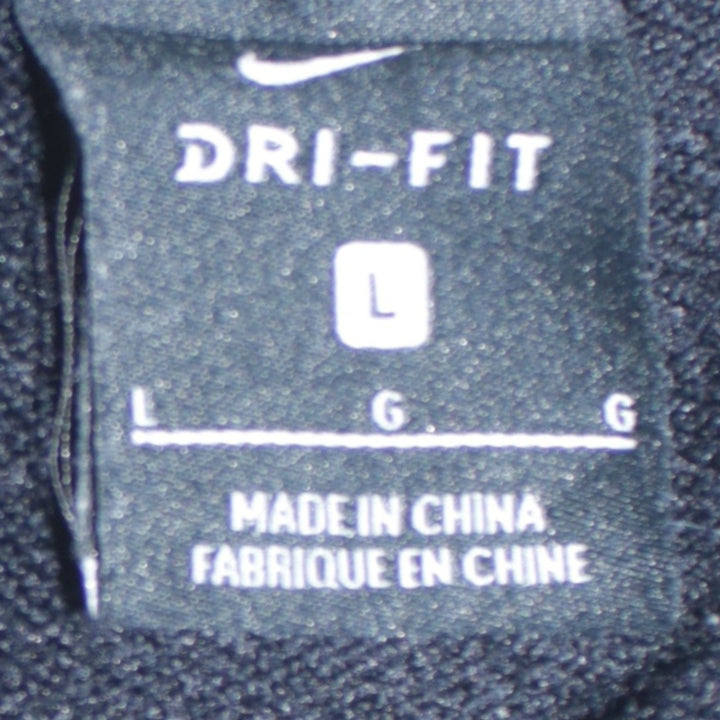 DRI-FIT
L
L G G
MADE IN CHINA
FABRIQUE EN CHINE